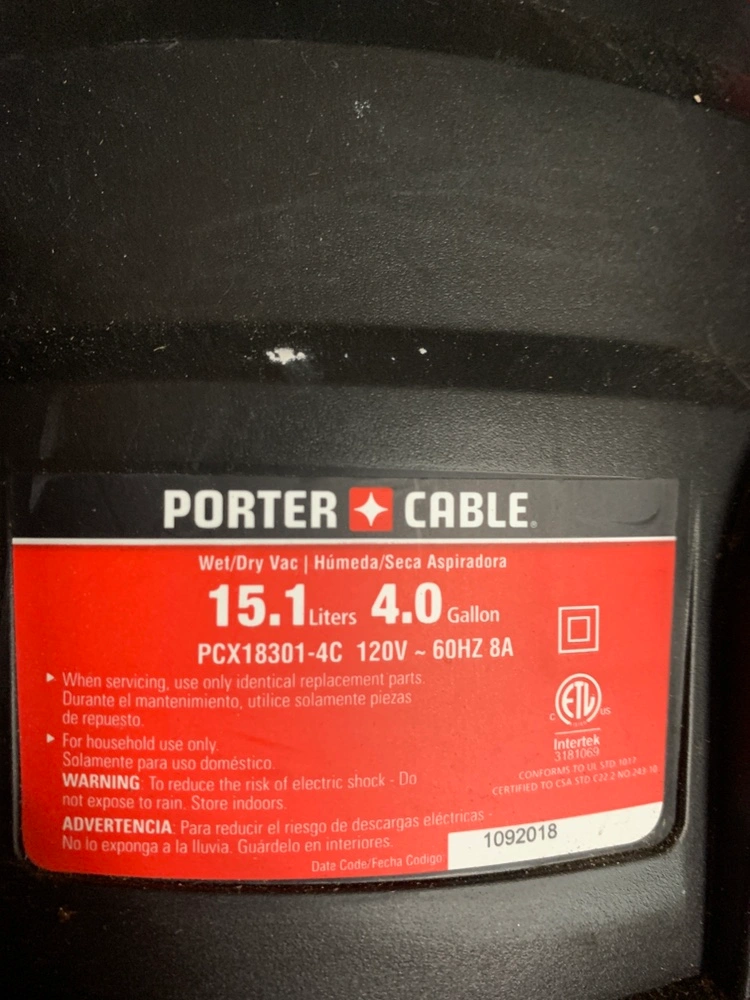 PORTER CABLE®
Wet/Dry Vac | Húmeda/Seca Aspiradora
15.1 Liters 4.0 Gallon
PCX18301-4C 120V ~ 60HZ 8A
When servicing, use only identical replacement parts.
Durante el mantenimiento, utilice solamente piezas
de repuesto.
For household use only.
Solamente para uso doméstico.
WARNING: To reduce the risk of electric shock - Do
not expose to rain. Store indoors.
ADVERTENCIA: Para reducir el riesgo de descargas eléctricas -
No lo exponga a la lluvia. Guárdelo en interiores.
Date Code/Fecha Codigo:
1092018
C ETL US
Intertek
3181069
CONFORMS TO UL STD. 1017
CERTIFIED TO CSA STD. C22.2 NO.243-10